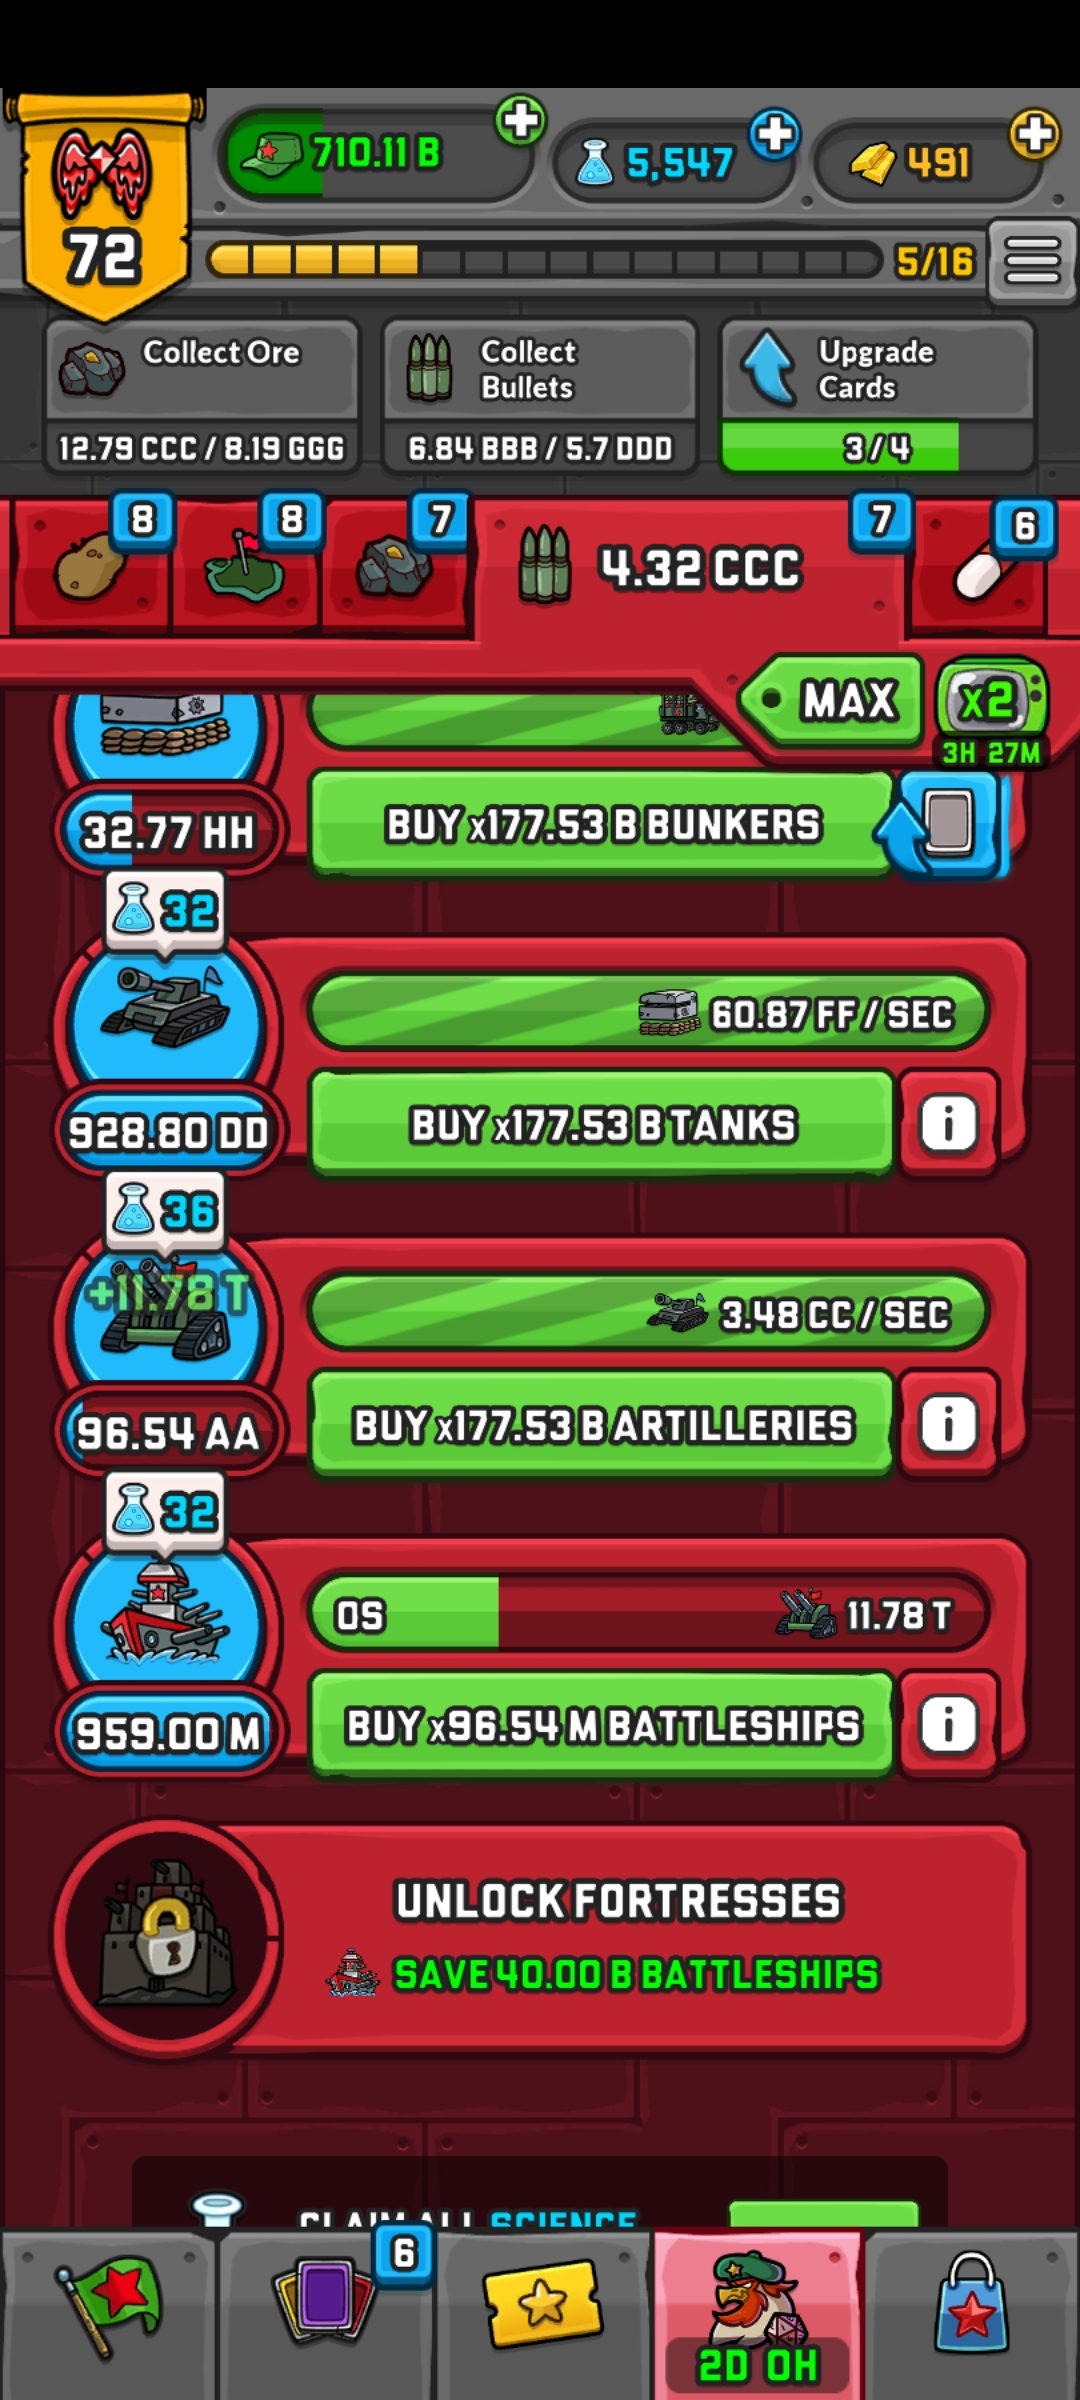 710.11 B
5,547
491
72
5/16
Collect Ore
12.79 CCC / 8.19 GGG
Collect
Bullets
6.84 BBB / 5.7 DDD
Upgrade
Cards
3/4
8
8
7
4.32 CCC
7
6
MAX
x2
3H 27M
32.77 HH
BUY x177.53 B BUNKERS
32
60.87 FF / SEC
928.80 DD
BUY x177.53 B TANKS
i
36
+11.78 T
3.48 CC / SEC
96.54 AA
BUY x177.53 B ARTILLERIES
i
32
0S
11.78 T
959.00 M
BUY x96.54 M BATTLESHIPS
i
UNLOCK FORTRESSES
SAVE 40.00 B BATTLESHIPS
CLAIM ALL SCIENCE
6
2D 0H